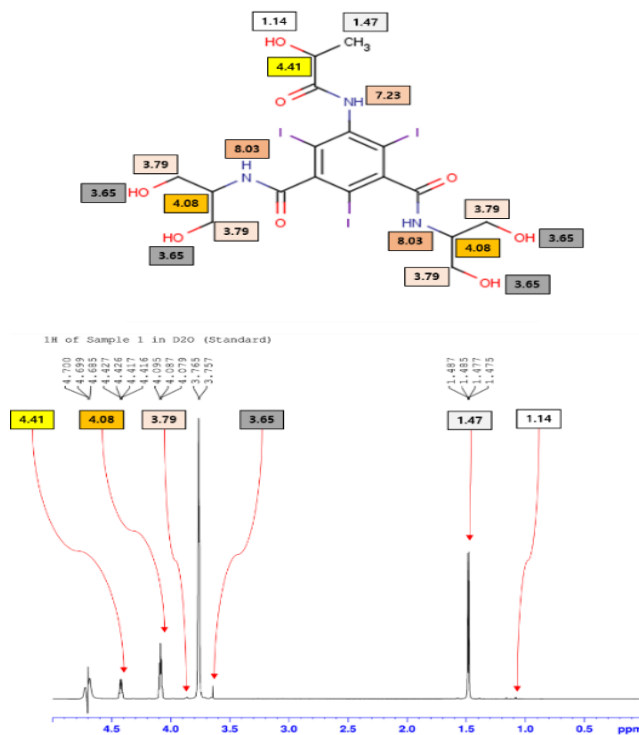 1.14 1.47
HO CH3
4.41
O NH 7.23
I I
8.03
H
N
3.79 O
HO 3.65 4.08 O I HN 3.79
HO 3.79 8.03 4.08 OH 3.65
3.65 3.79 OH 3.65
1H of Sample 1 in D2O (Standard)
4.700
4.699
4.685
4.427
4.426
4.417
4.416
4.095
4.087
4.079
3.765
3.757
1.487
1.485
1.477
1.475
4.41 4.08 3.79 3.65 1.47 1.14
4.5 4.0 3.5 3.0 2.5 2.0 1.5 1.0 0.5 ppm